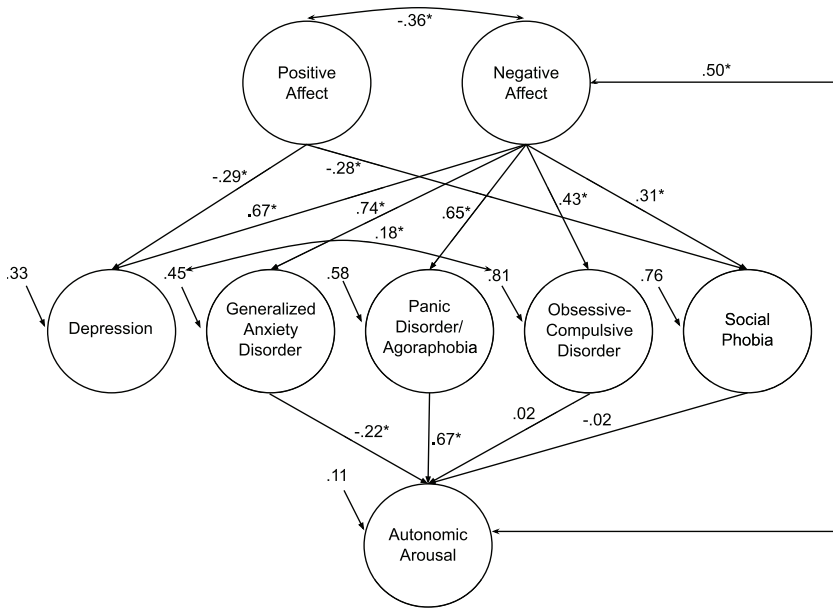 -.36*
Positive
Affect
Negative
Affect
.50*
-.29*
-.28*
.67*
.74*
.65*
.43*
.31*
.18*
.33
.45
.58
.81
.76
Depression
Generalized
Anxiety
Disorder
Panic
Disorder/
Agoraphobia
Obsessive-
Compulsive
Disorder
Social
Phobia
-.22*
.67*
.02
-.02
.11
Autonomic
Arousal